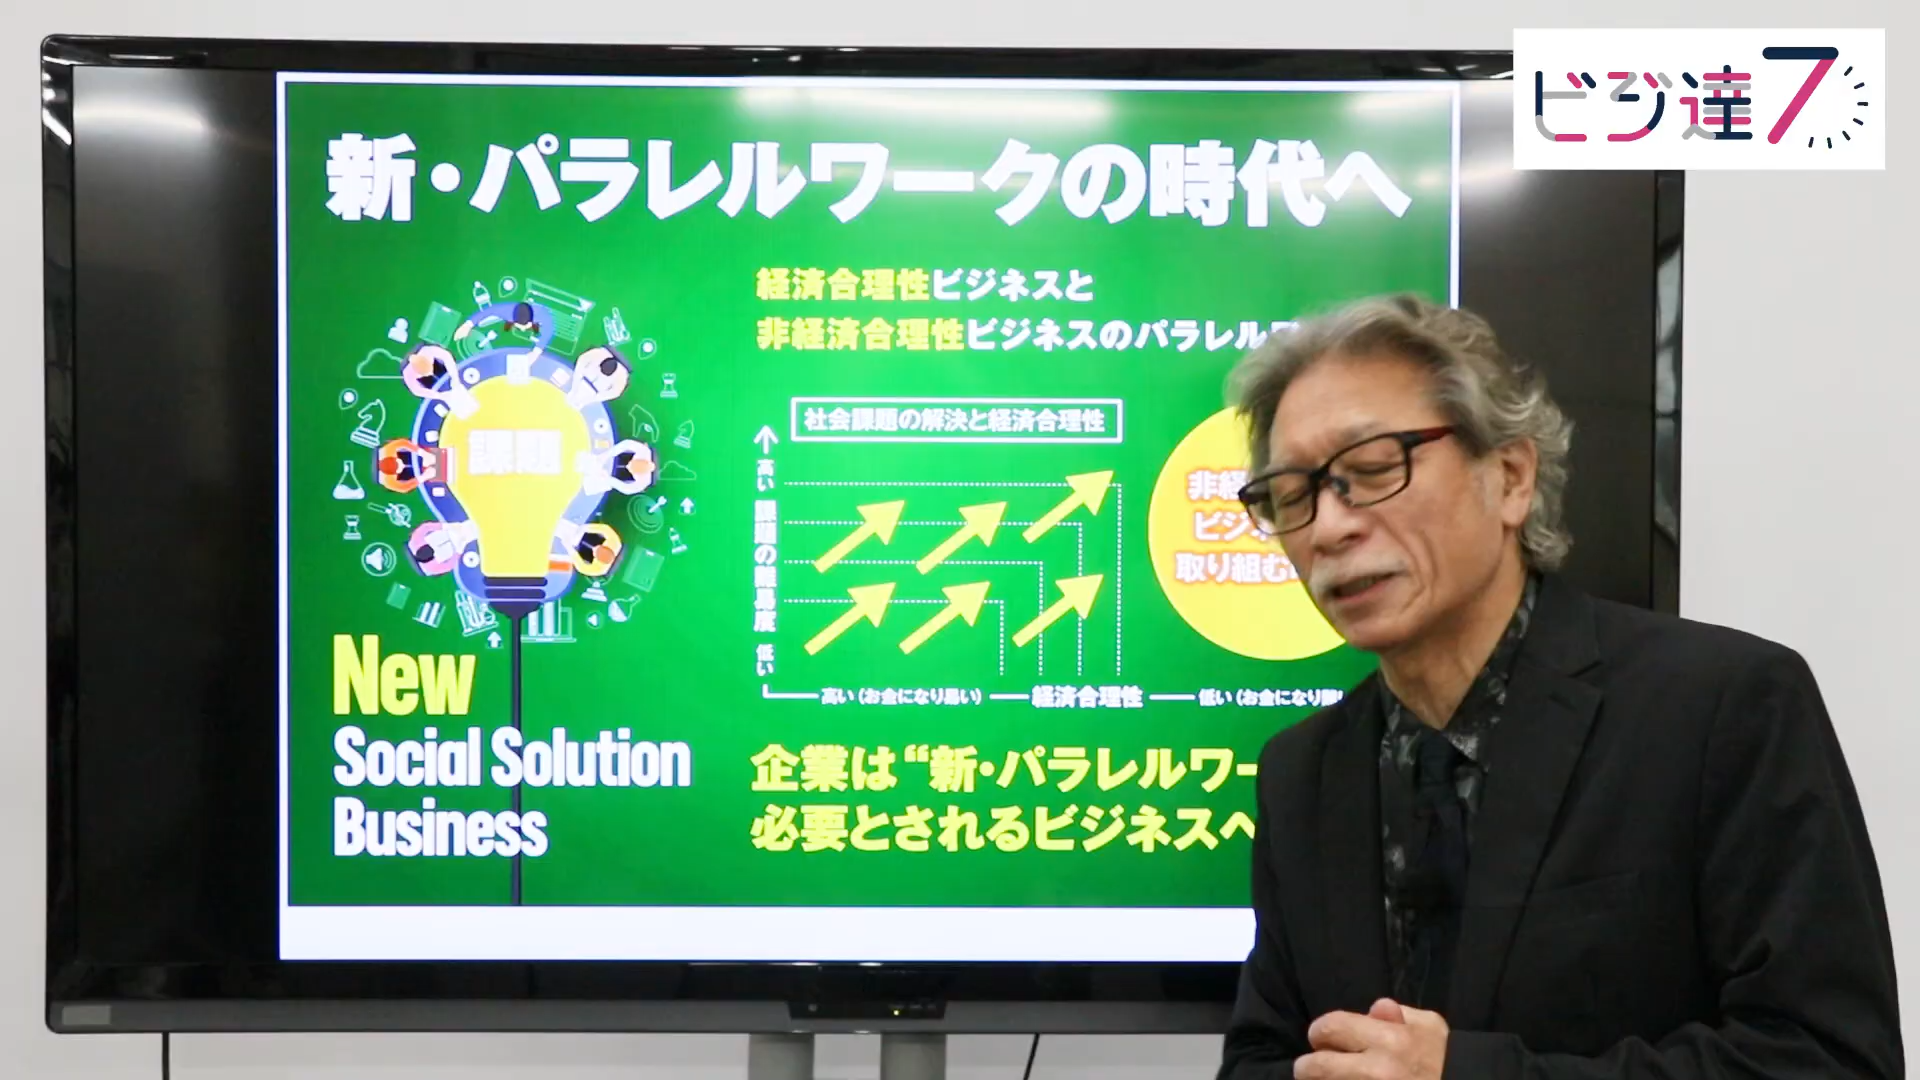 ビジ達7
新・パラレルワークの時代へ
経済合理性ビジネスと
非経済合理性ビジネスのパラレル
課題
社会課題の解決と経済合理性
高い
課題の難易度
低い
高い（お金になり易い）
経済合理性
低い（お金になり
非経
ビジネ
取り組む
New
Social Solution
Business
企業は“新・パラレルワー
必要とされるビジネスへ